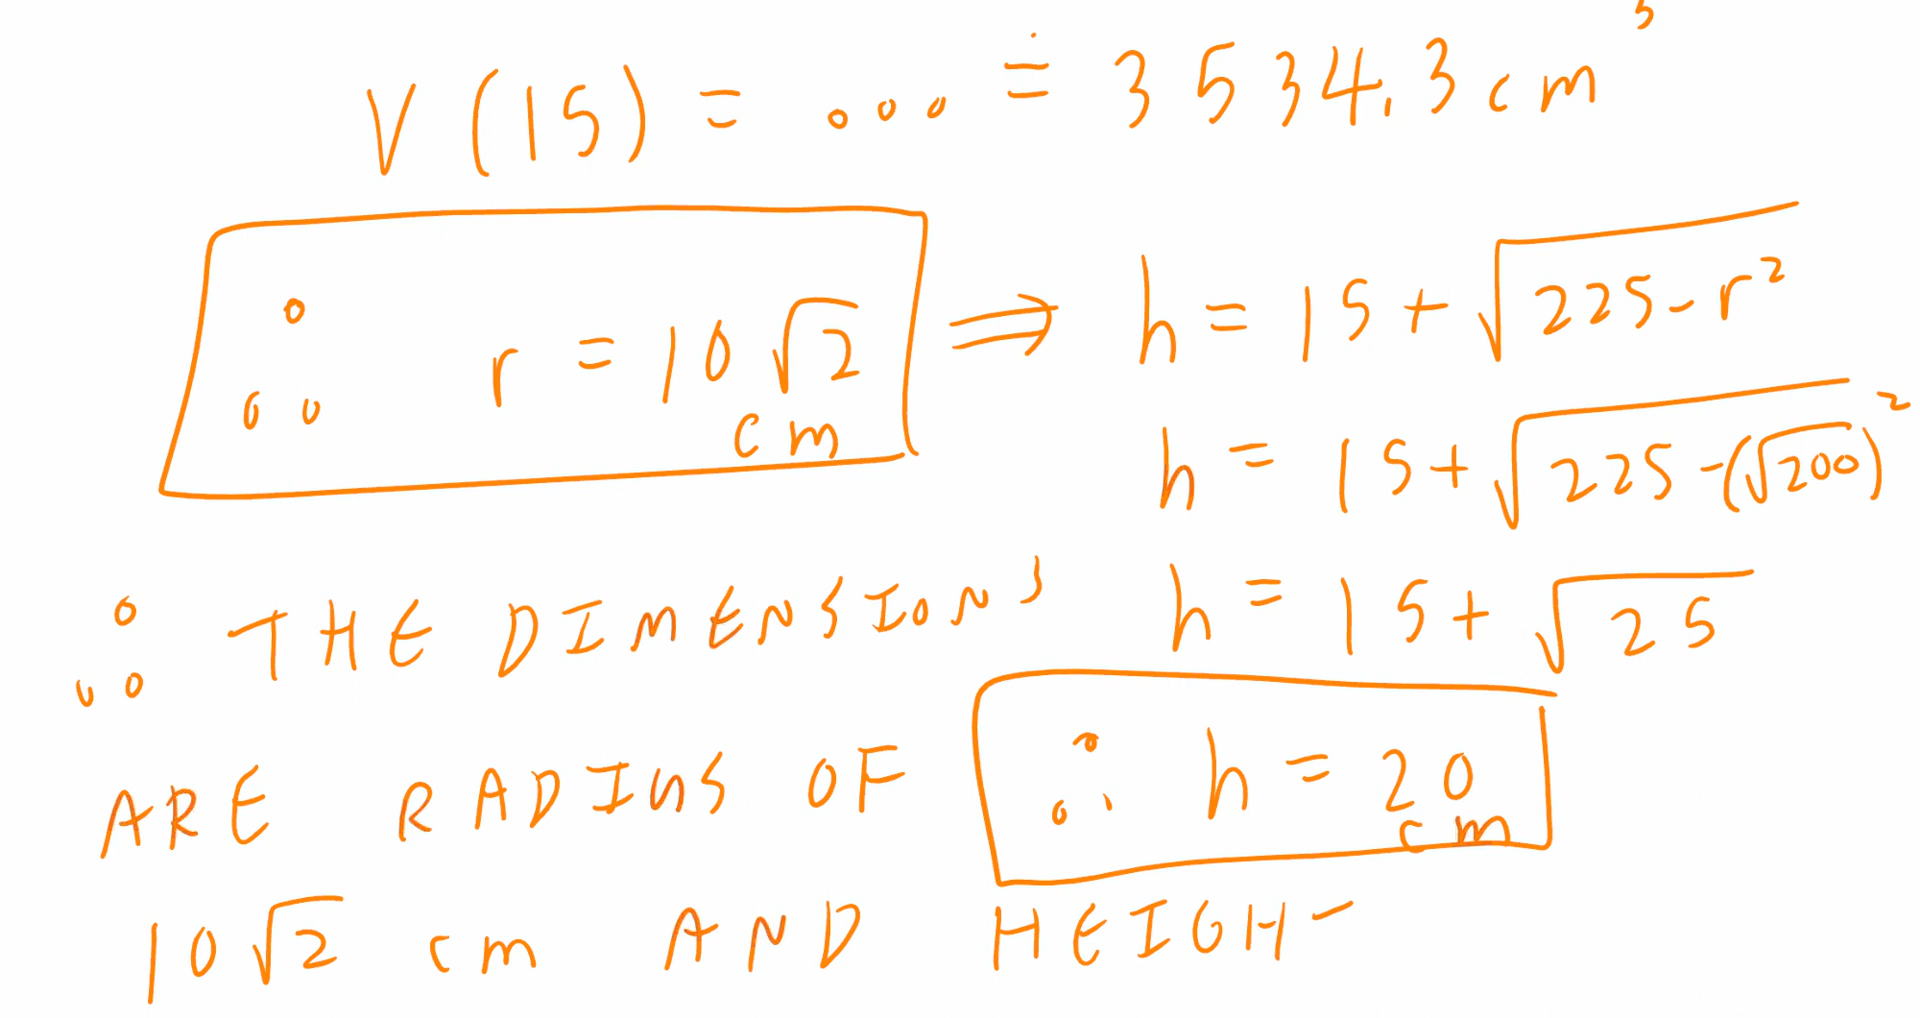 V(15) = ... ≐ 3534.3 cm³
∴ r = 10√2 cm ⇒ h = 15 + √(225 - r²)
h = 15 + √(225 - (√200)²)
h = 15 + √25
∴ h = 20 cm
∴ THE DIMENSIONS
ARE RADIUS OF
10√2 cm AND HEIGH-